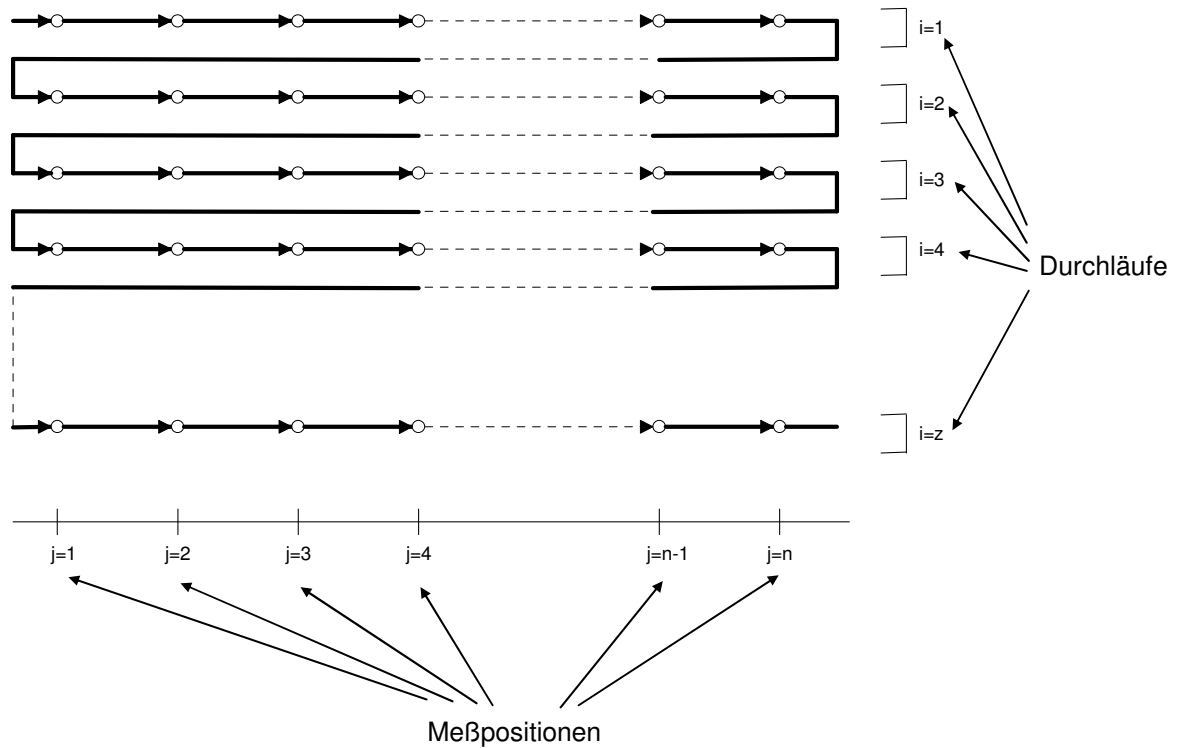 i=1
i=2
i=3
i=4
Durchläufe
i=z
j=1 j=2 j=3 j=4 j=n-1 j=n
Meßpositionen